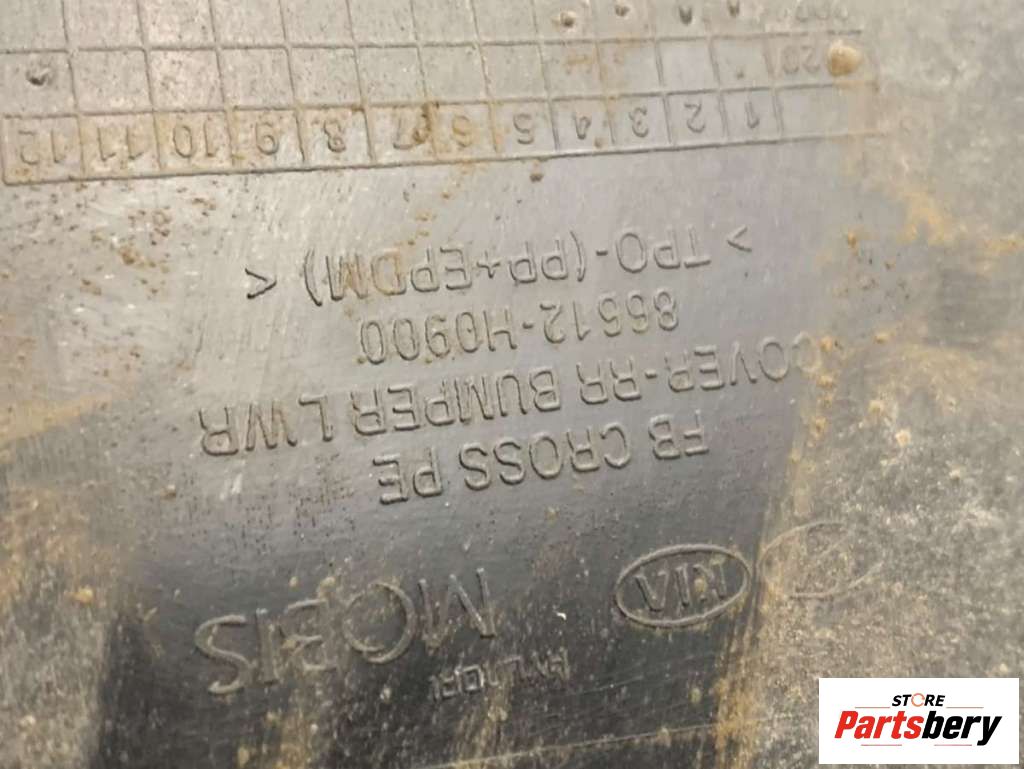 KIA
HYUNDAI
MOBIS
FB CROSS PE
COVER-RR BUMPER LWR
86612-H0900
> TPO-(PP+EPDM) <
1 2 3 4 5 6 7 8 9 10 11 12
STORE
Partsbery